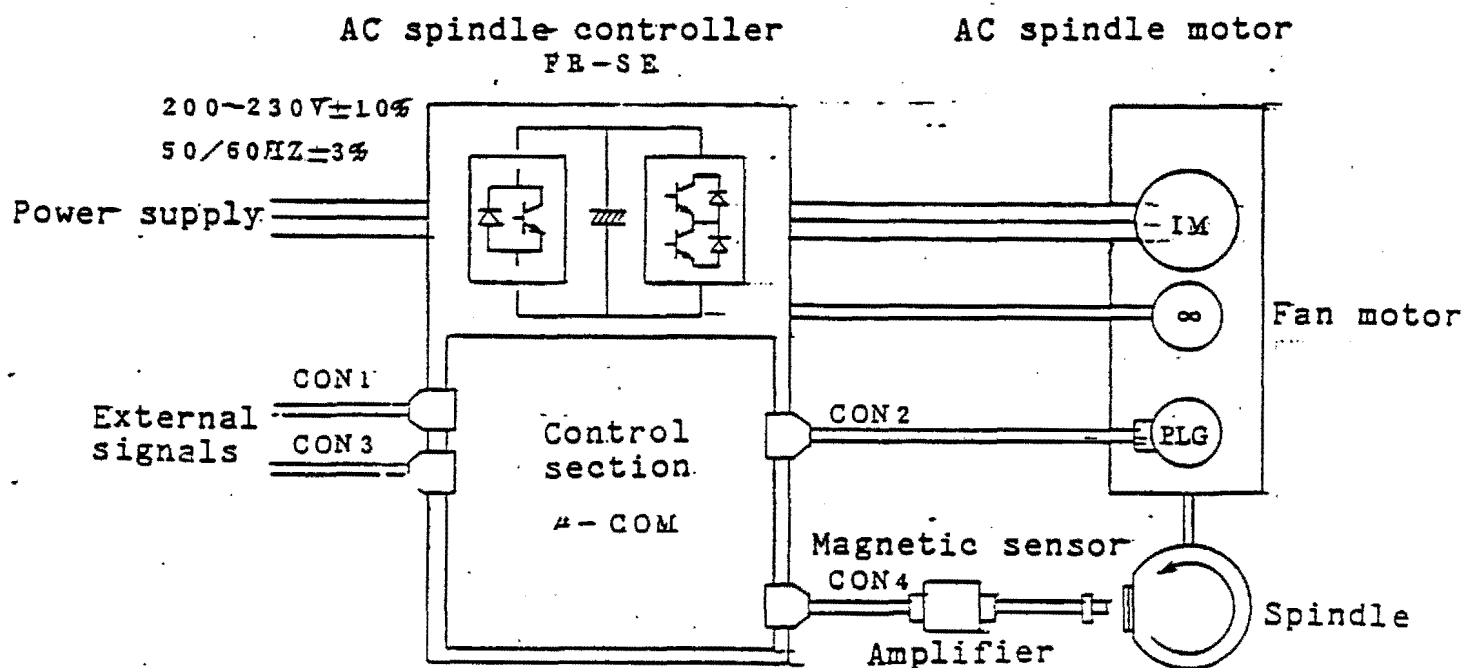 AC spindle controller
FR-SE
AC spindle motor
200~230V±10%
50/60HZ±3%
Power supply
IM
∞
Fan motor
CON1
External
signals
CON3
Control
section
μ-COM
CON2
PLG
Magnetic sensor
CON4
Amplifier
Spindle